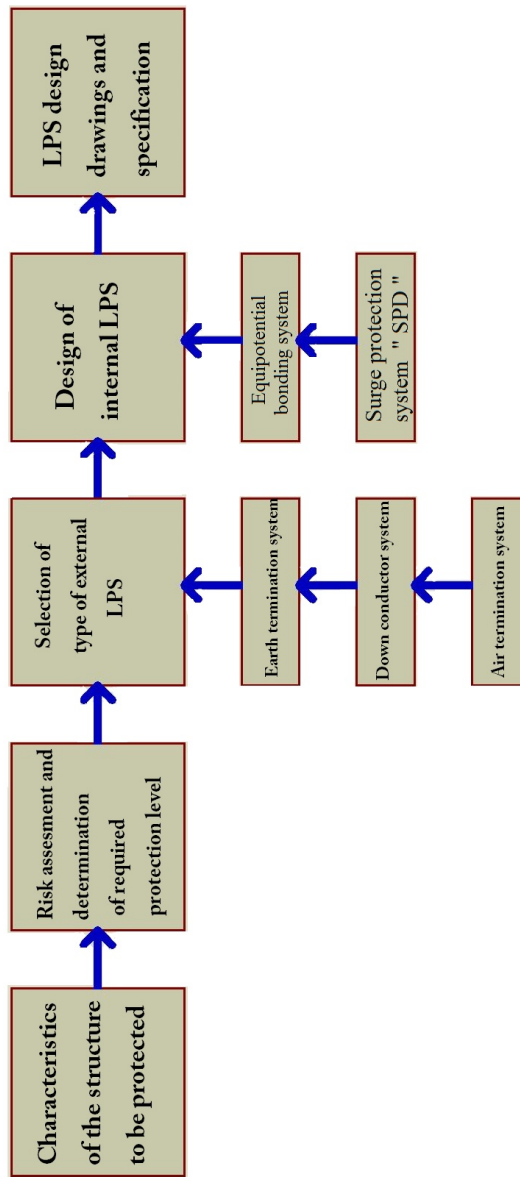 Characteristics
of the structure
to be protected
Risk assesment and
determination
of required
protection level
Selection of
type of external
LPS
Design of
internal LPS
LPS design
drawings and
specification
Earth termination system
Down conductor system
Air termination system
Equipotential
bonding system
Surge protection
system " SPD "